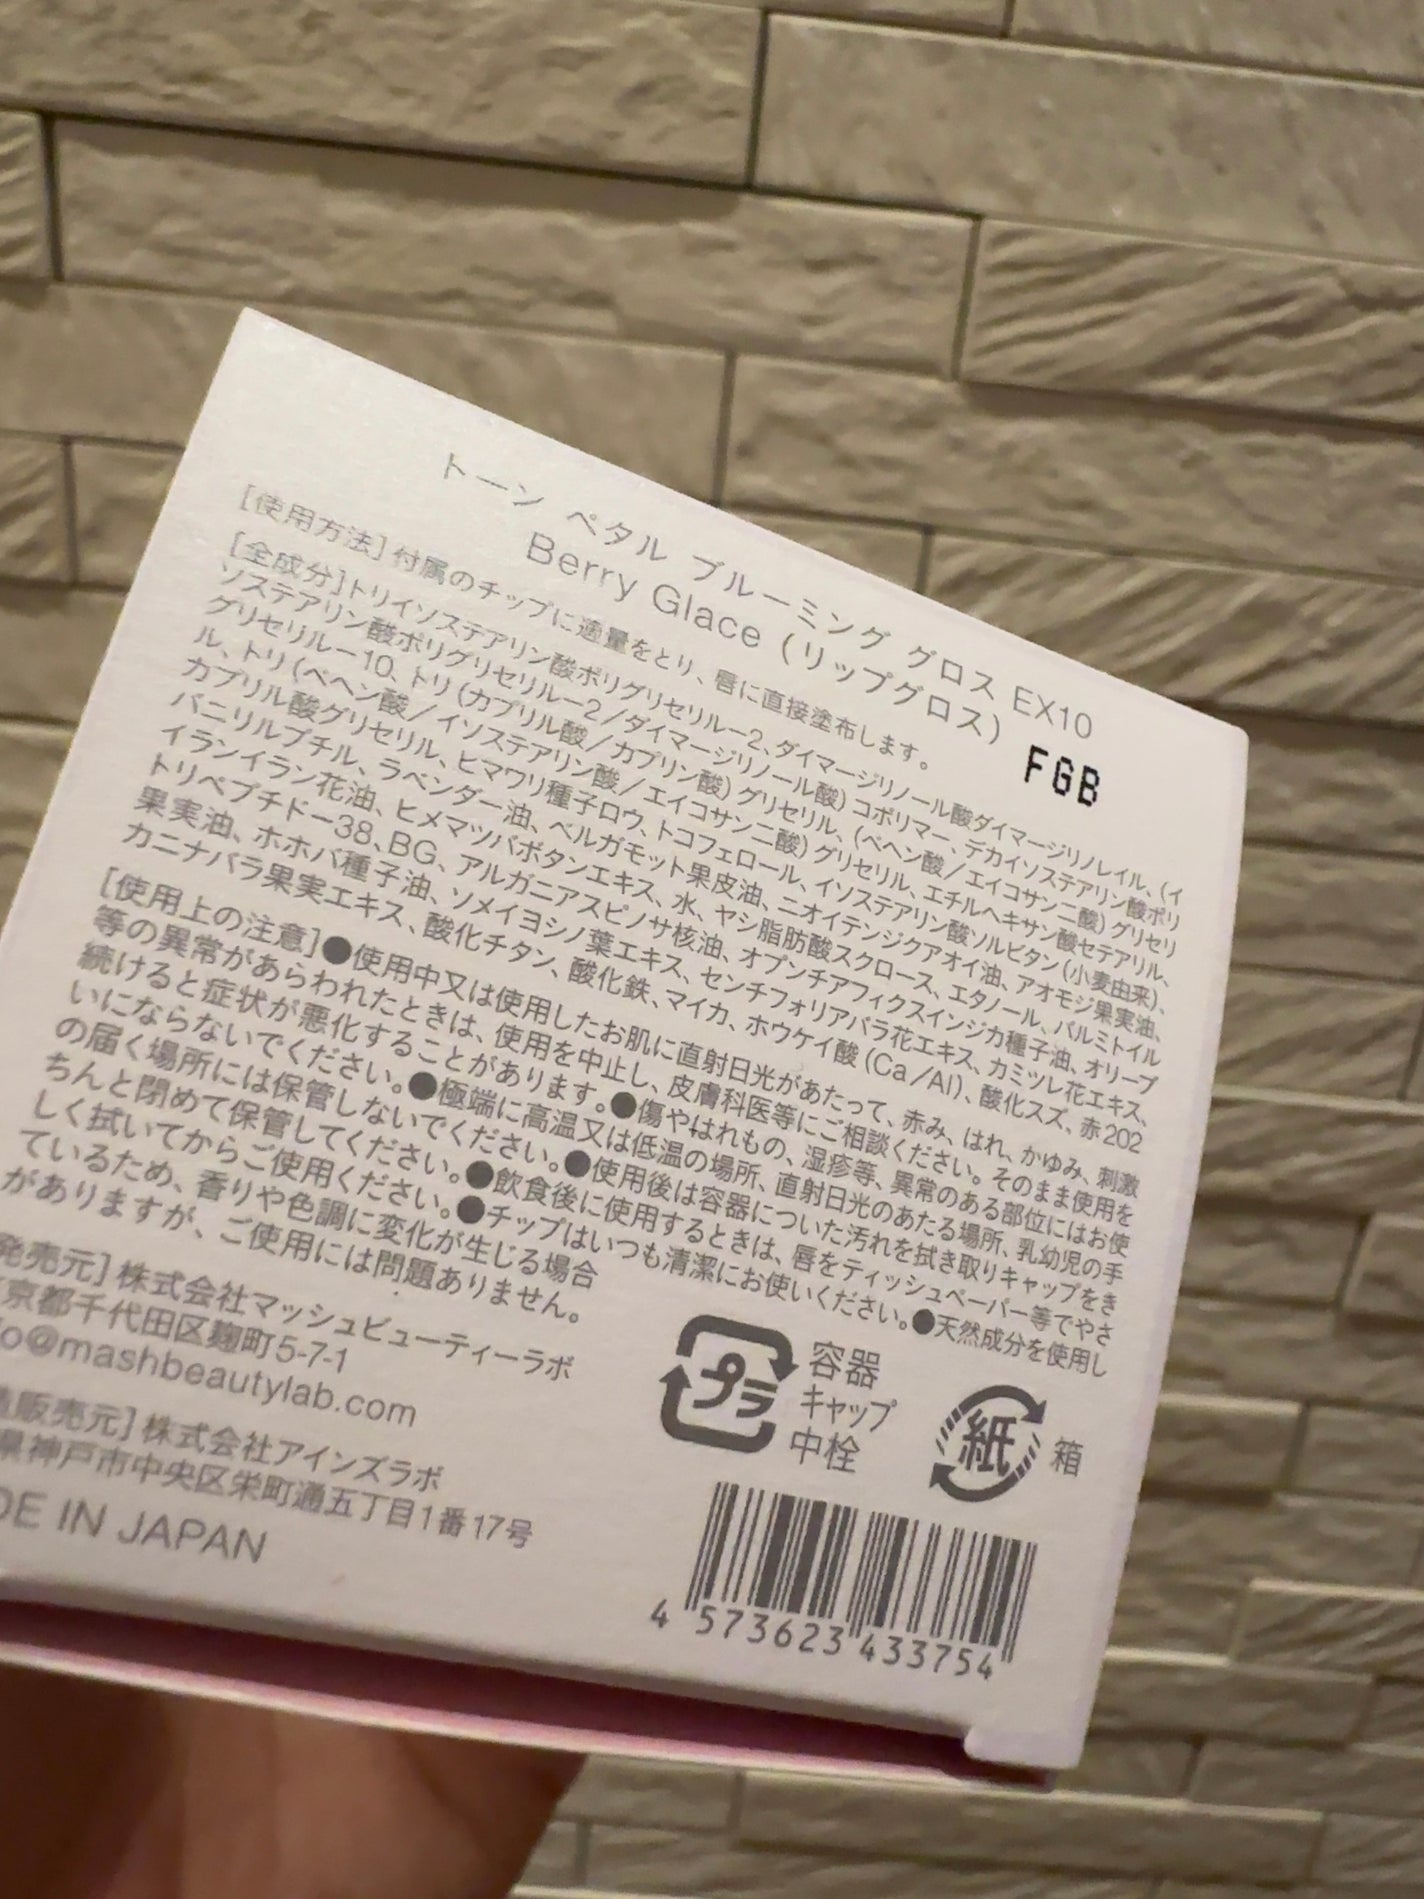 トーン ペタル ブルーミング グロス EX10
Berry Glace（リップグロス）
FGB
[使用方法]付属のチップに適量をとり、唇に直接塗布します。
[全成分]トリイソステアリン酸ポリグリセリル－2、ダイマージリノール酸ダイマージリノレイル、（イ
ソステアリン酸ポリグリセリル－2／ダイマージリノール酸）コポリマー、デカイソステアリン酸ポリ
グリセリル－10、トリ（カプリル酸／カプリン酸）グリセリル、（ベヘン酸／エイコサン二酸）グリセリ
ル、トリ（ベヘン酸／イソステアリン酸／エイコサン二酸）グリセリル、エチルヘキサン酸セテアリル、
カプリル酸グリセリル、ヒマワリ種子ロウ、トコフェロール、イソステアリン酸ソルビタン（小麦由来）、
バニリルブチル、ラベンダー油、ベルガモット果皮油、ニオイテンジクアオイ油、アオモジ果実油、
イランイラン花油、ヒメマツバボタンエキス、水、ヤシ脂肪酸スクロース、エタノール、パルミトイル
トリペプチド－38、BG、アルガニアスピノサ核油、オプンチアフィクスインジカ種子油、オリーブ
果実油、ホホバ種子油、ソメイヨシノ葉エキス、センチフォリアバラ花エキス、カミツレ花エキス、
カニナバラ果実エキス、酸化チタン、酸化鉄、マイカ、ホウケイ酸（Ca／Al）、酸化スズ、赤202
[使用上の注意]●使用中又は使用したお肌に直射日光があたって、赤み、はれ、かゆみ、刺激
等の異常があらわれたときは、使用を中止し、皮膚科医等にご相談ください。そのまま使用を
続けると症状が悪化することがあります。●傷やはれもの、湿疹等、異常のある部位にはお使
いにならないでください。●極端に高温又は低温の場所、直射日光のあたる場所、乳幼児の手
の届く場所には保管しないでください。●使用後は容器についた汚れを拭き取りキャップをき
ちんと閉めて保管してください。●飲食後に使用するときは、唇をティッシュペーパー等でやさ
しく拭いてからご使用ください。●チップはいつも清潔にお使いください。●天然成分を使用し
ているため、香りや色調に変化が生じる場合
がありますが、ご使用には問題ありません。
発売元]株式会社マッシュビューティーラボ
京都千代田区麹町5-7-1
o@mashbeautylab.com
販売元]株式会社アインズラボ
県神戸市中央区栄町通五丁目1番17号
DE IN JAPAN
プラ
容器
キャップ
中栓
紙
箱
4 573623 433754